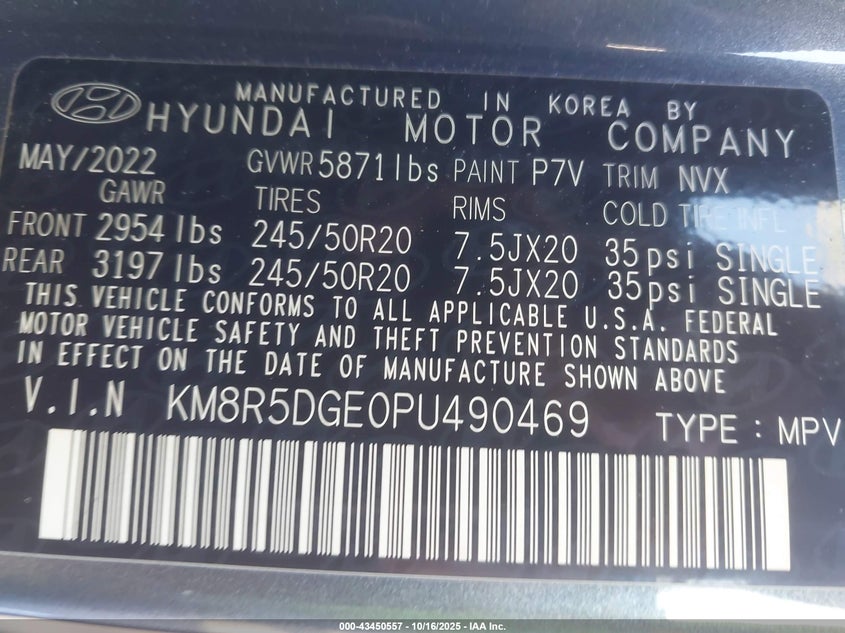 MANUFACTURED IN KOREA BY
HYUNDAI MOTOR COMPANY
MAY/2022 GVWR 5871lbs PAINT P7V TRIM NVX
GAWR TIRES RIMS COLD TIRE INFL
FRONT 2954 lbs 245/50R20 7.5JX20 35psi SINGLE
REAR 3197 lbs 245/50R20 7.5JX20 35psi SINGLE
THIS VEHICLE CONFORMS TO ALL APPLICABLE U.S.A. FEDERAL
MOTOR VEHICLE SAFETY AND THEFT PREVENTION STANDARDS
IN EFFECT ON THE DATE OF MANUFACTURE SHOWN ABOVE
V.I.N KM8R5DGE0PU490469 TYPE : MPV
000-43450557 - 10/16/2025 - IAA Inc.